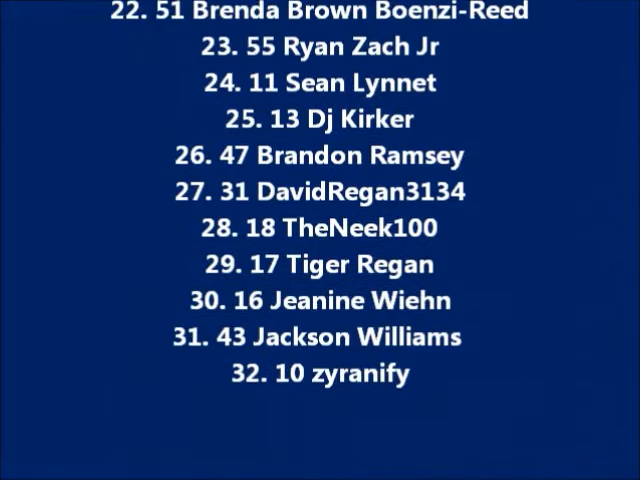 22. 51 Brenda Brown Boenzi-Reed
23. 55 Ryan Zach Jr
24. 11 Sean Lynnet
25. 13 Dj Kirker
26. 47 Brandon Ramsey
27. 31 DavidRegan3134
28. 18 TheNeek100
29. 17 Tiger Regan
30. 16 Jeanine Wiehn
31. 43 Jackson Williams
32. 10 zyranify